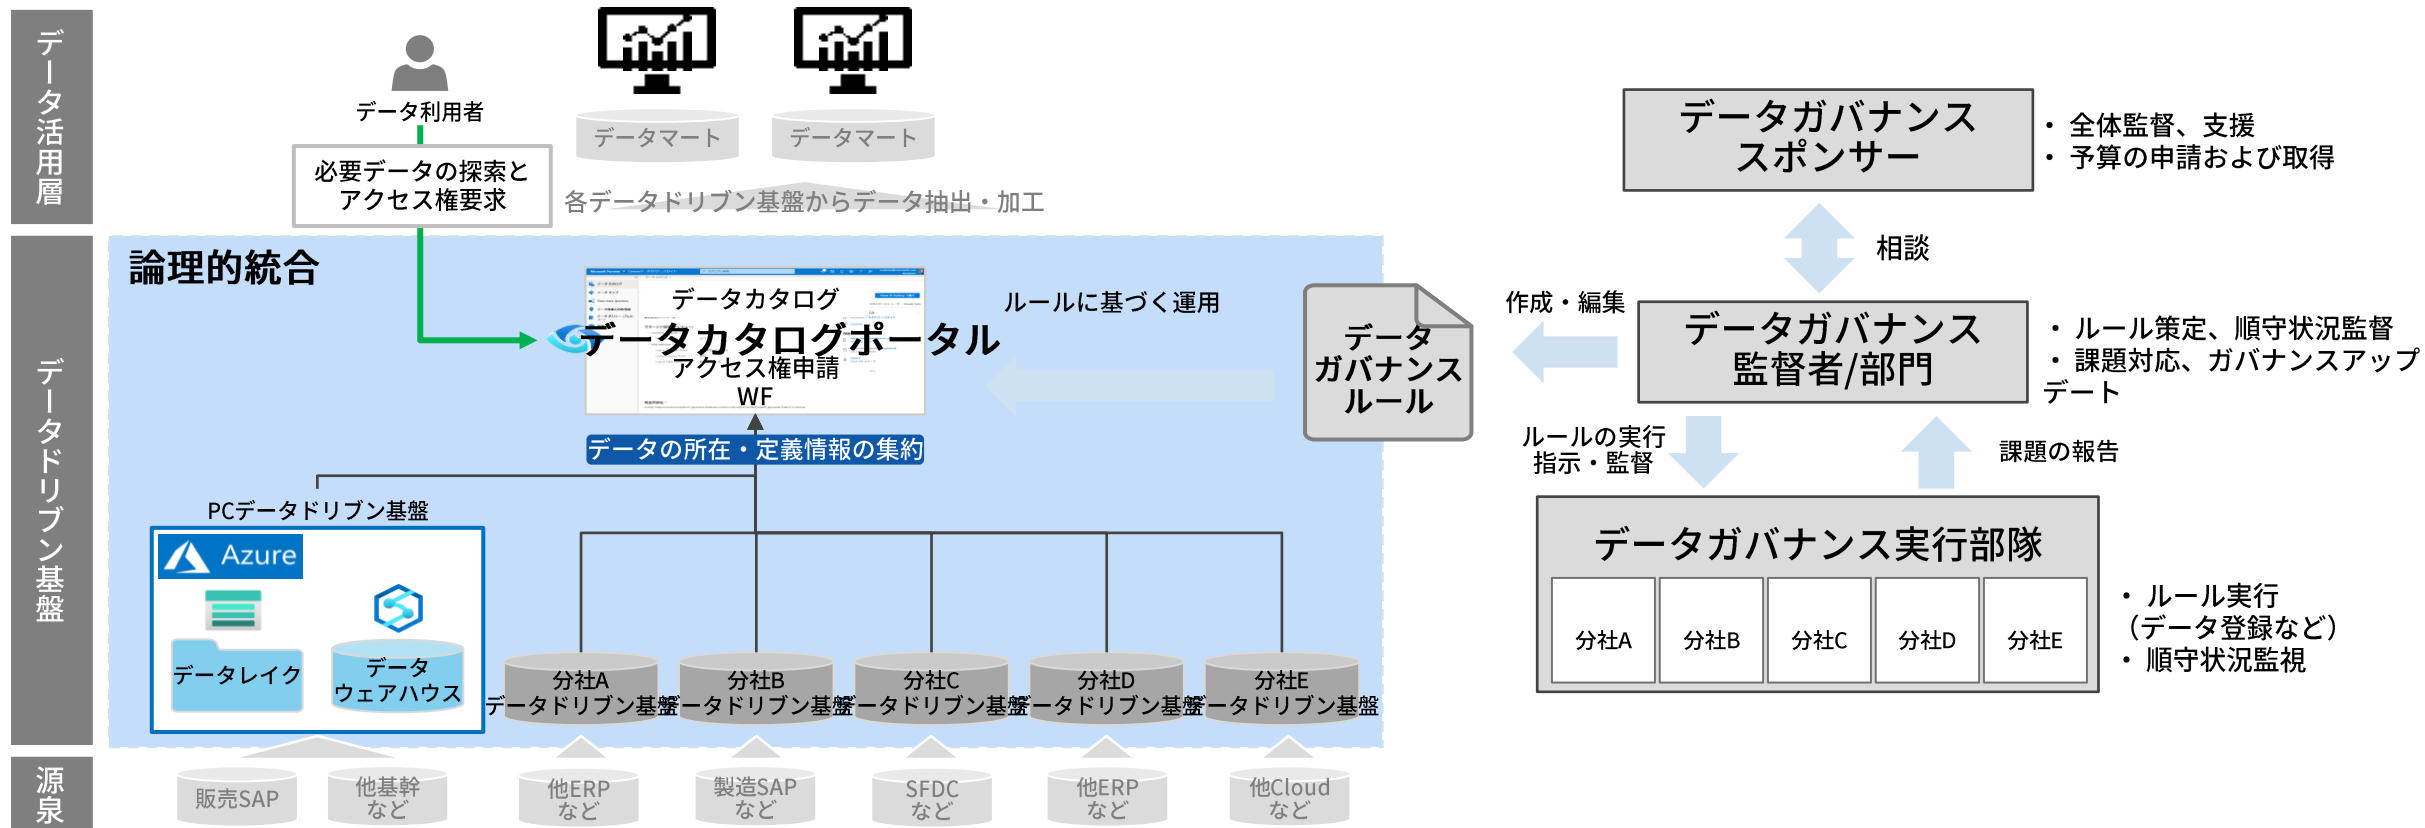 データ活用層
データ利用者
必要データの探索と
アクセス権要求
データマート
データマート
各データドリブン基盤からデータ抽出・加工
データドリブン基盤
論理的統合
データカタログ
データカタログポータル
アクセス権申請
WF
データの所在・定義情報の集約
ルールに基づく運用
データ
ガバナンス
ルール
PCデータドリブン基盤
Azure
データレイク
データ
ウェアハウス
分社A
データドリブン基盤
分社B
データドリブン基盤
分社C
データドリブン基盤
分社D
データドリブン基盤
分社E
データドリブン基盤
源泉
販売SAP
他基幹
など
他ERP
など
製造SAP
など
SFDC
など
他ERP
など
他Cloud
など
データガバナンス
スポンサー
・ 全体監督、支援
・ 予算の申請および取得
相談
作成・編集
データガバナンス
監督者/部門
・ ルール策定、順守状況監督
・ 課題対応、ガバナンスアップ
デート
ルールの実行
指示・監督
課題の報告
データガバナンス実行部隊
分社A
分社B
分社C
分社D
分社E
・ ルール実行
（データ登録など）
・ 順守状況監視